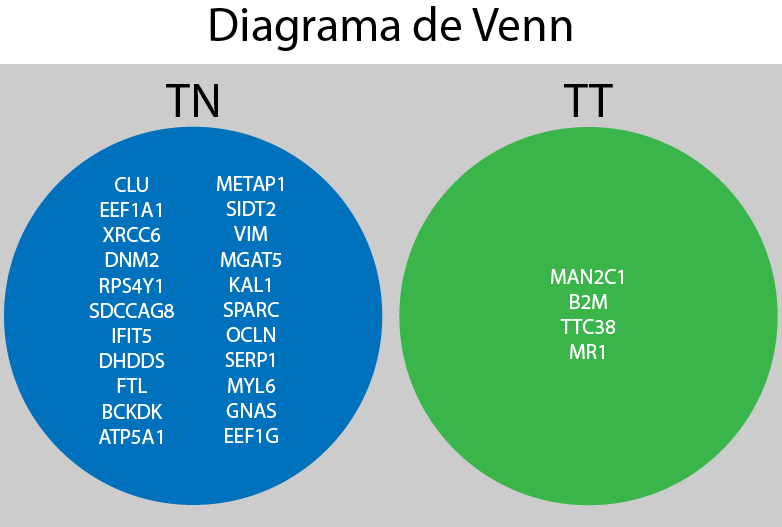 Diagrama de Venn
TN
TT
CLU
EEF1A1
XRCC6
DNM2
RPS4Y1
SDCCAG8
IFIT5
DHDDS
FTL
BCKDK
ATP5A1
METAP1
SIDT2
VIM
MGAT5
KAL1
SPARC
OCLN
SERP1
MYL6
GNAS
EEF1G
MAN2C1
B2M
TTC38
MR1